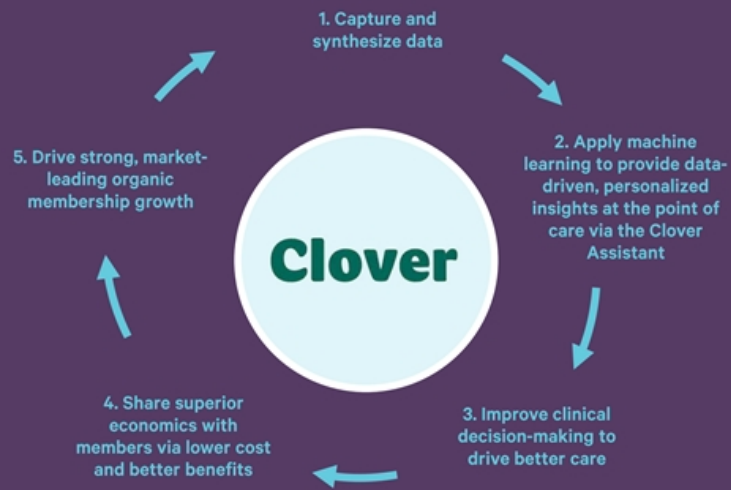 1. Capture and
synthesize data
2. Apply machine
learning to provide data-
driven, personalized
insights at the point of
care via the Clover
Assistant
3. Improve clinical
decision-making to
drive better care
4. Share superior
economics with
members via lower cost
and better benefits
5. Drive strong, market-
leading organic
membership growth
Clover